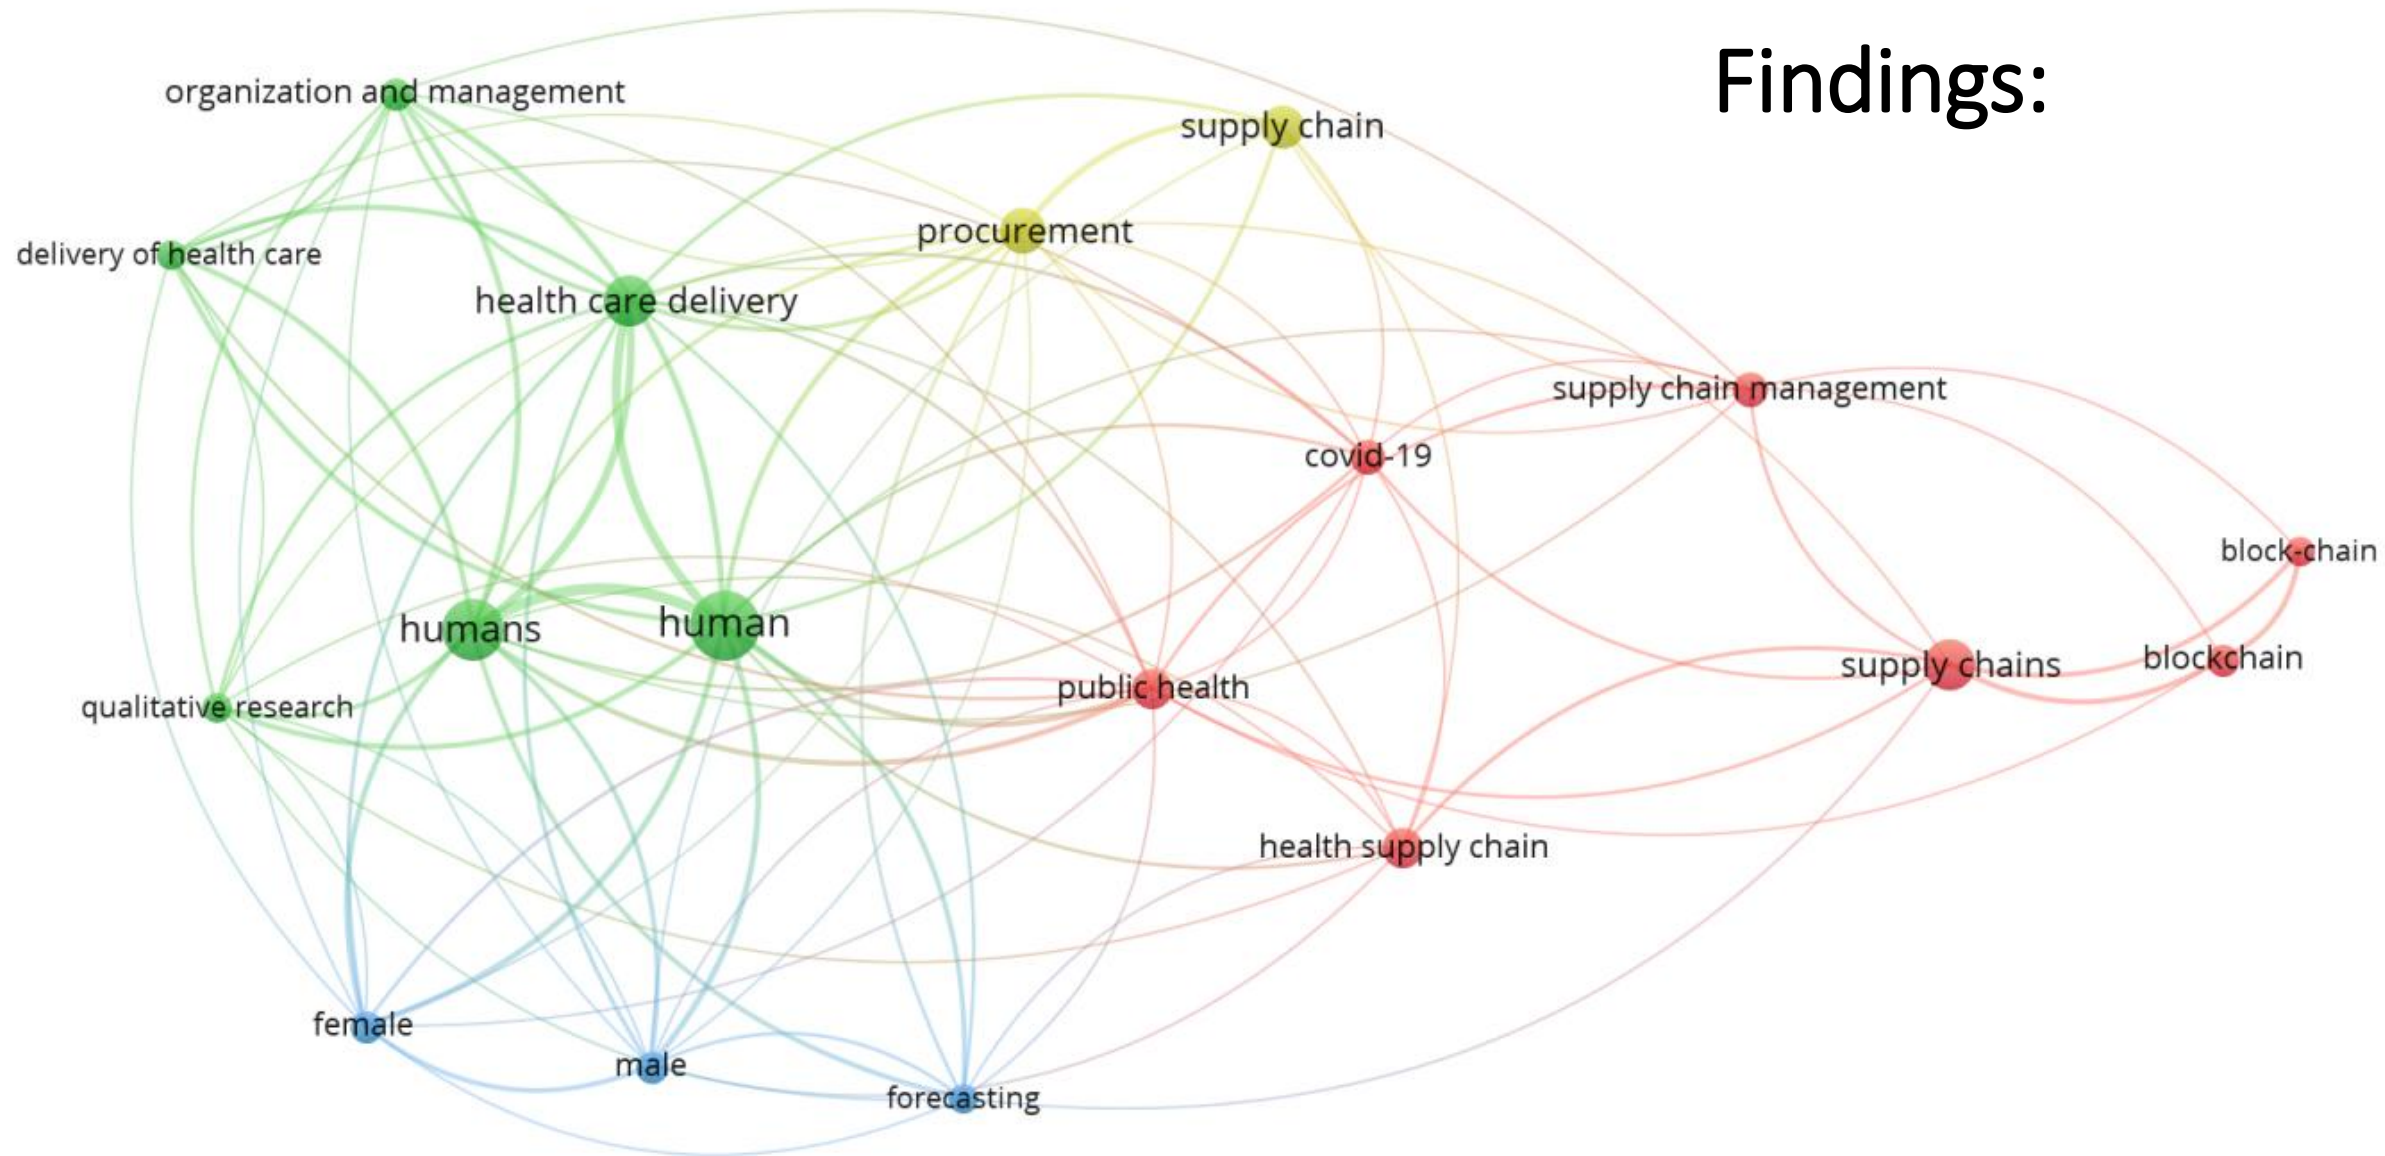 Findings:
organization and management
supply chain
procurement
delivery of health care
health care delivery
supply chain management
covid-19
block-chain
humans
human
blockchain
supply chains
public health
qualitative research
health supply chain
female
male
forecasting